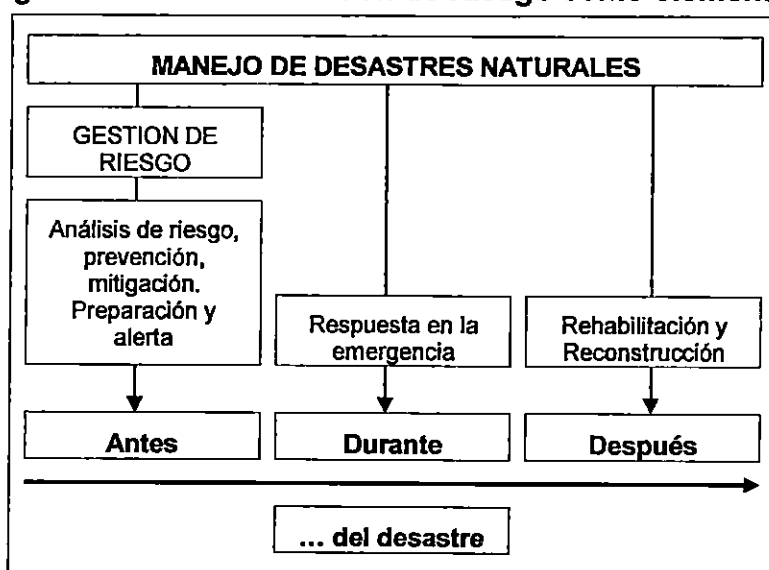 MANEJO DE DESASTRES NATURALES
GESTION DE
RIESGO
Análisis de riesgo,
prevención,
mitigación.
Preparación y
alerta
Respuesta en la
emergencia
Rehabilitación y
Reconstrucción
Antes
Durante
Después
... del desastre